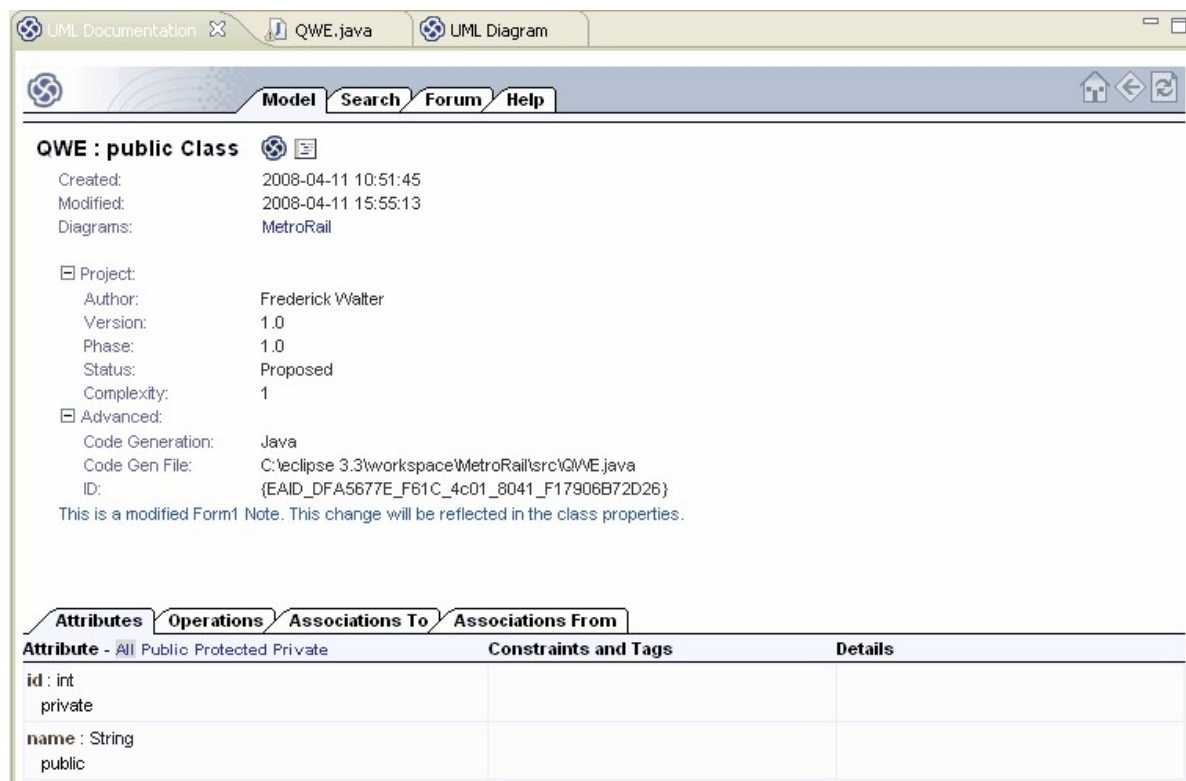 UML Documentation QWE.java UML Diagram
Model Search Forum Help
QWE : public Class
Created: 2008-04-11 10:51:45
Modified: 2008-04-11 15:55:13
Diagrams: MetroRail
Project:
Author: Frederick Walter
Version: 1.0
Phase: 1.0
Status: Proposed
Complexity: 1
Advanced:
Code Generation: Java
Code Gen File: C:\eclipse 3.3\workspace\MetroRail\src\QWE.java
ID: {EAID_DFA5677E_F61C_4c01_8041_F17906B72D26}
This is a modified Form1 Note. This change will be reflected in the class properties.
Attributes Operations Associations To Associations From
Attribute - All Public Protected Private Constraints and Tags Details
id : int
private
name : String
public